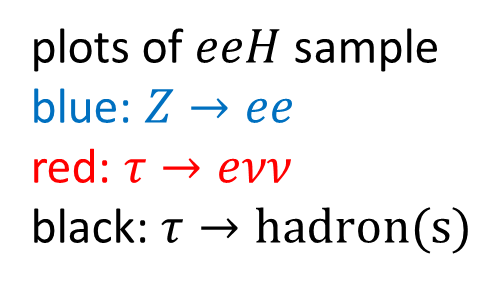 plots of eeH sample
blue: Z → ee
red: τ → eνν
black: τ → hadron(s)